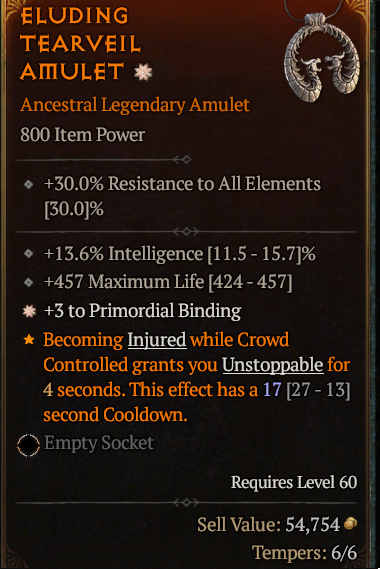 ELUDING
TEARVEIL
AMULET
Ancestral Legendary Amulet
800 Item Power
+30.0% Resistance to All Elements
[30.0]%
+13.6% Intelligence [11.5 - 15.7]%
+457 Maximum Life [424 - 457]
+3 to Primordial Binding
Becoming Injured while Crowd
Controlled grants you Unstoppable for
4 seconds. This effect has a 17 [27 - 13]
second Cooldown.
Empty Socket
Requires Level 60
Sell Value: 54,754
Tempers: 6/6